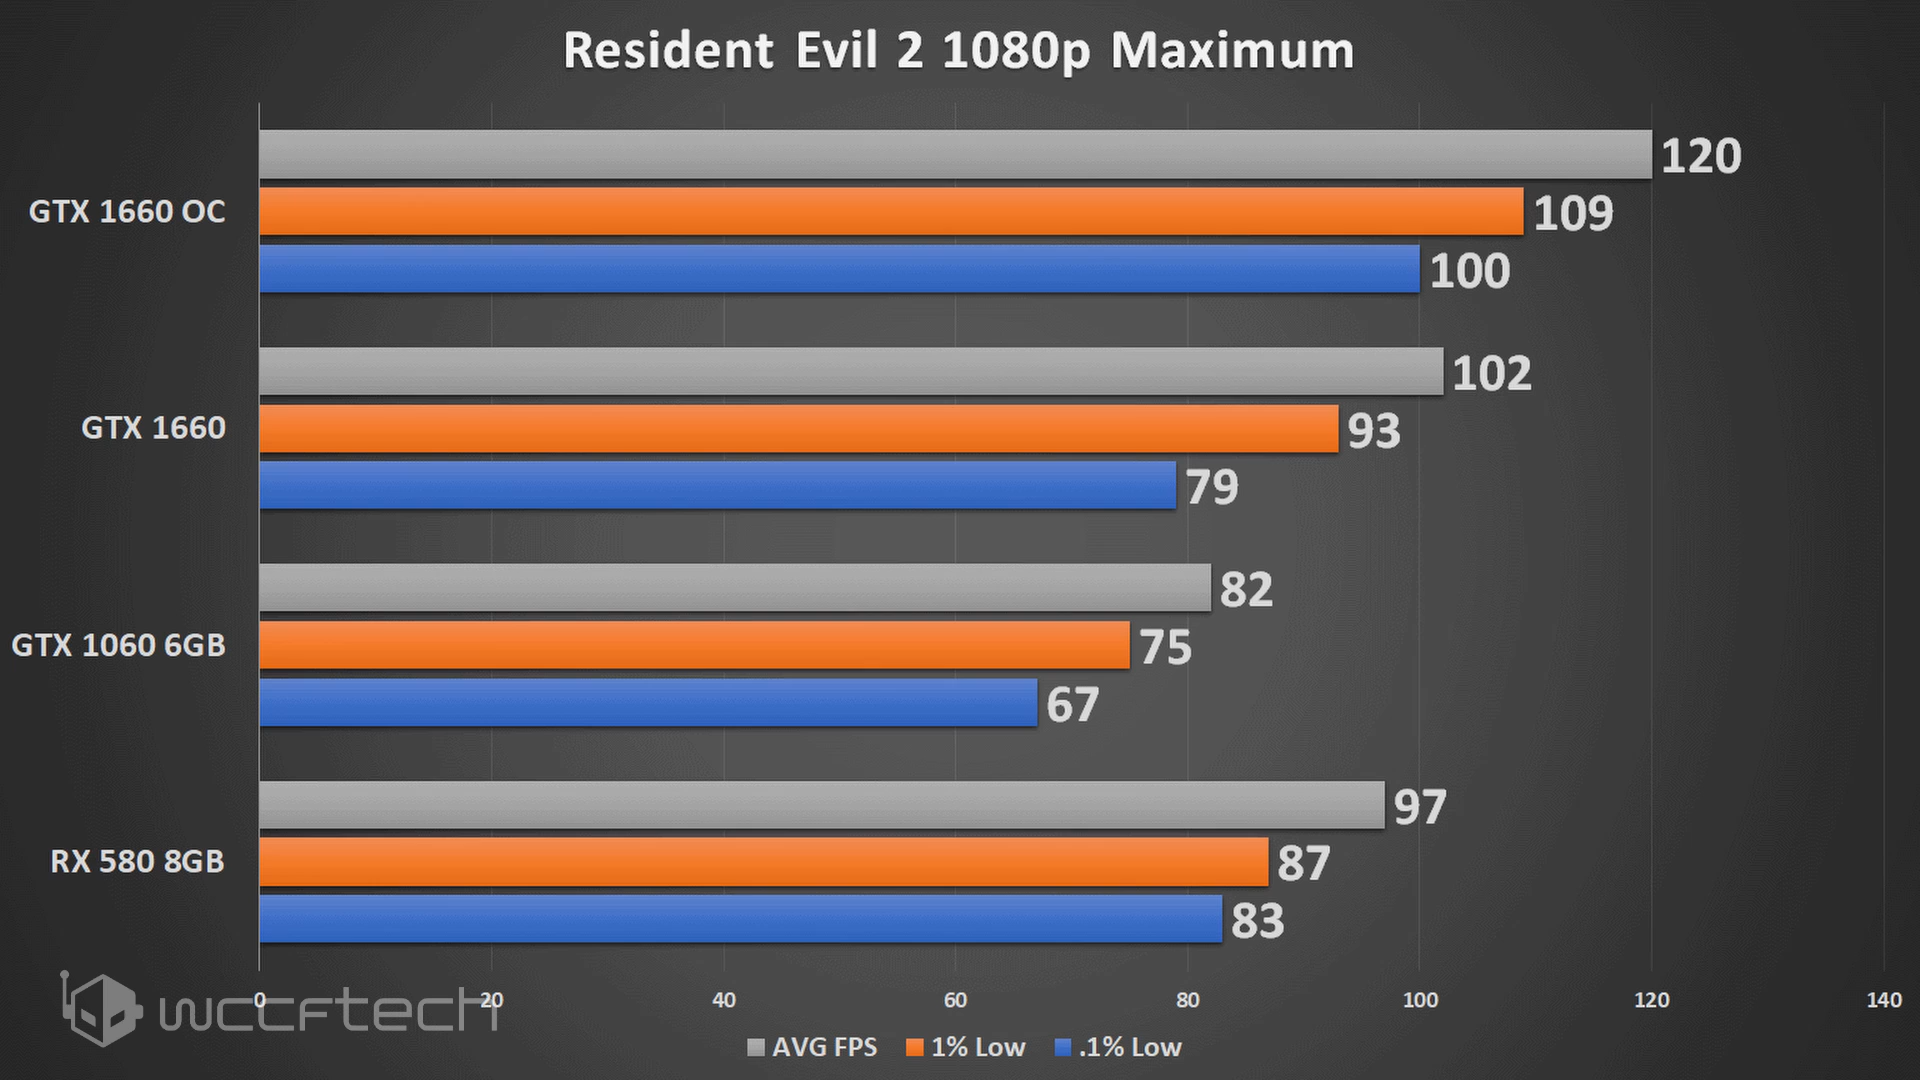 Resident Evil 2 1080p Maximum
GTX 1660 OC
120
109
100
GTX 1660
102
93
79
GTX 1060 6GB
82
75
67
RX 580 8GB
97
87
83
0 20 40 60 80 100 120 140
wccftech
AVG FPS 1% Low .1% Low